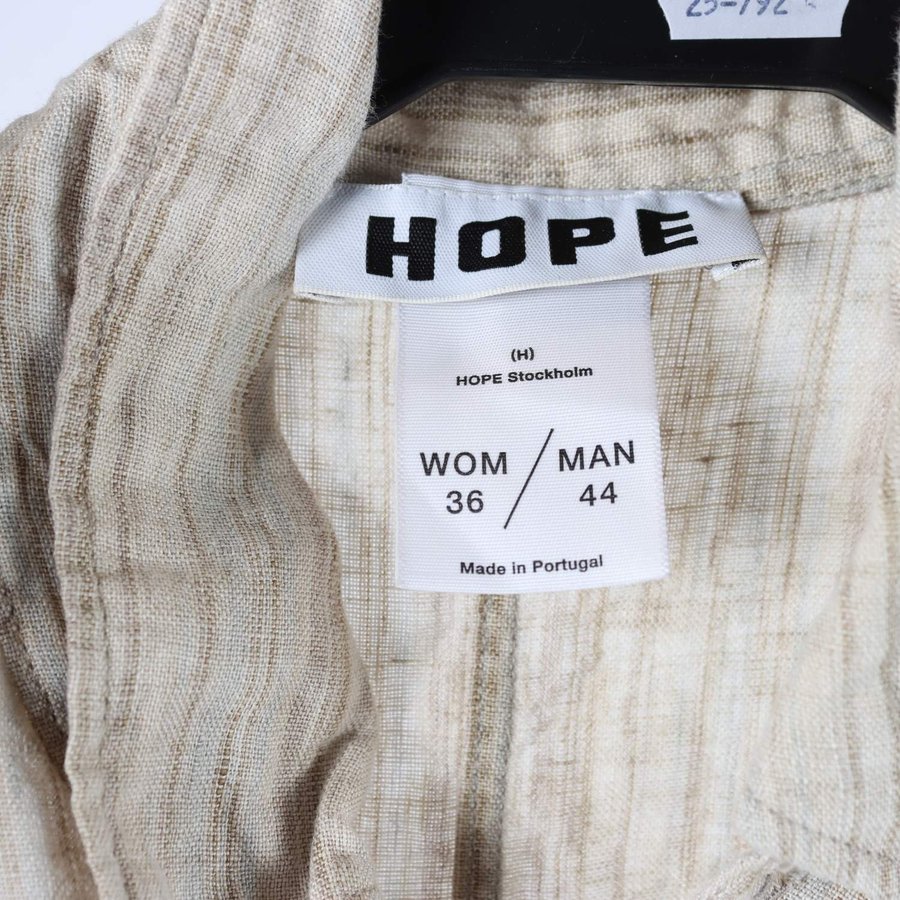 HOPE
(H)
HOPE Stockholm
WOM / MAN
36 44
Made in Portugal